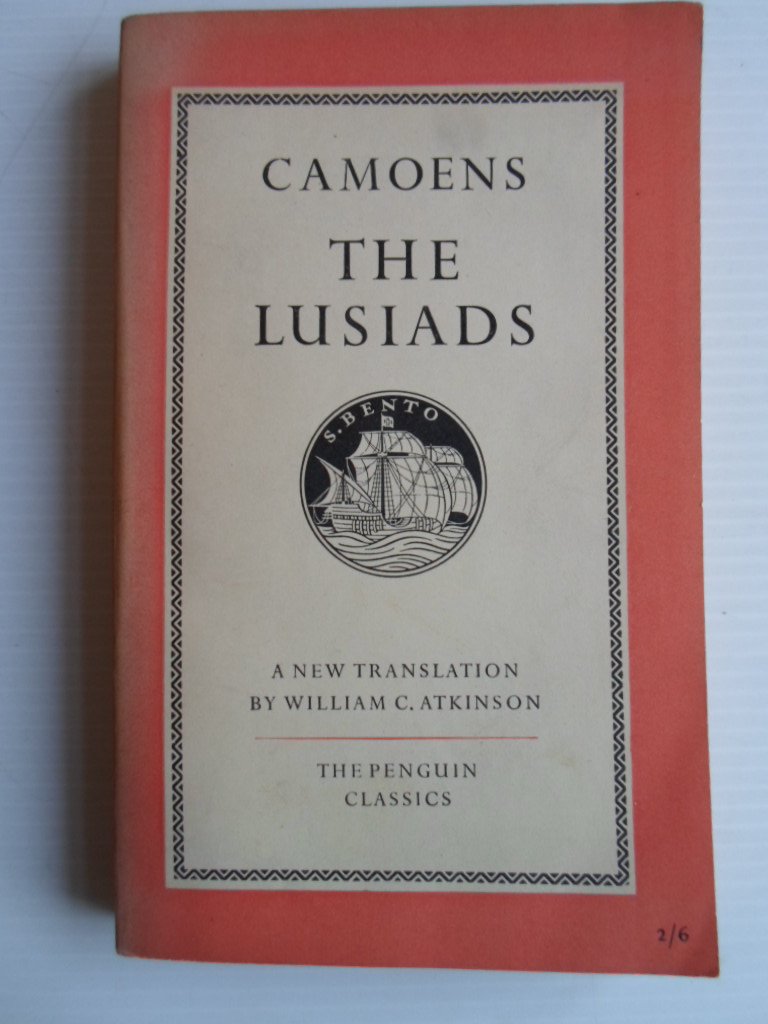 CAMOENS
THE
LUSIADS
S. BENTO
A NEW TRANSLATION
BY WILLIAM C. ATKINSON
THE PENGUIN
CLASSICS
2/6